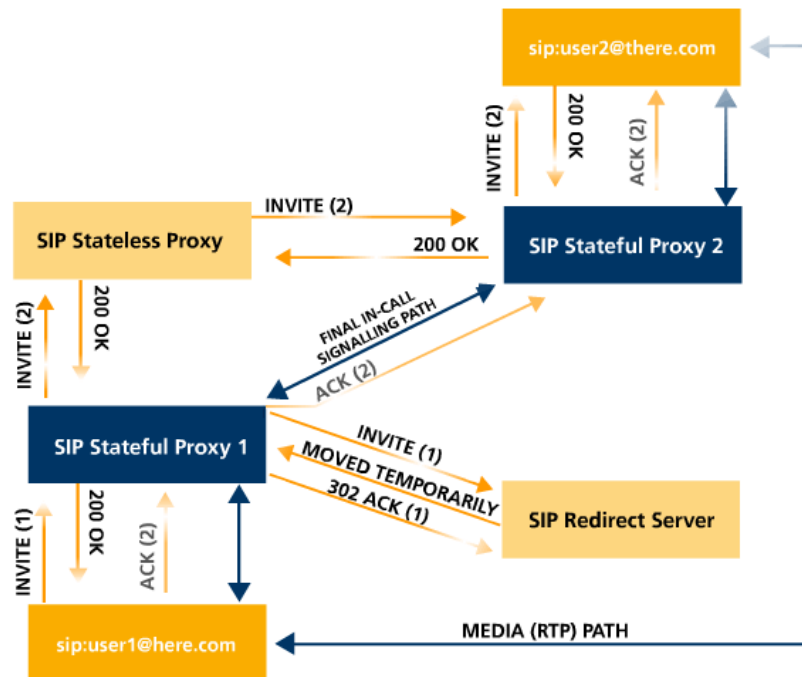 sip:user2@there.com
INVITE (2)
200 OK
ACK (2)
INVITE (2)
SIP Stateless Proxy
200 OK
SIP Stateful Proxy 2
INVITE (2)
200 OK
FINAL IN-CALL
SIGNALLING PATH
ACK (2)
SIP Stateful Proxy 1
INVITE (1)
MOVED TEMPORARILY
302 ACK (1)
SIP Redirect Server
INVITE (1)
200 OK
ACK (2)
sip:user1@here.com
MEDIA (RTP) PATH